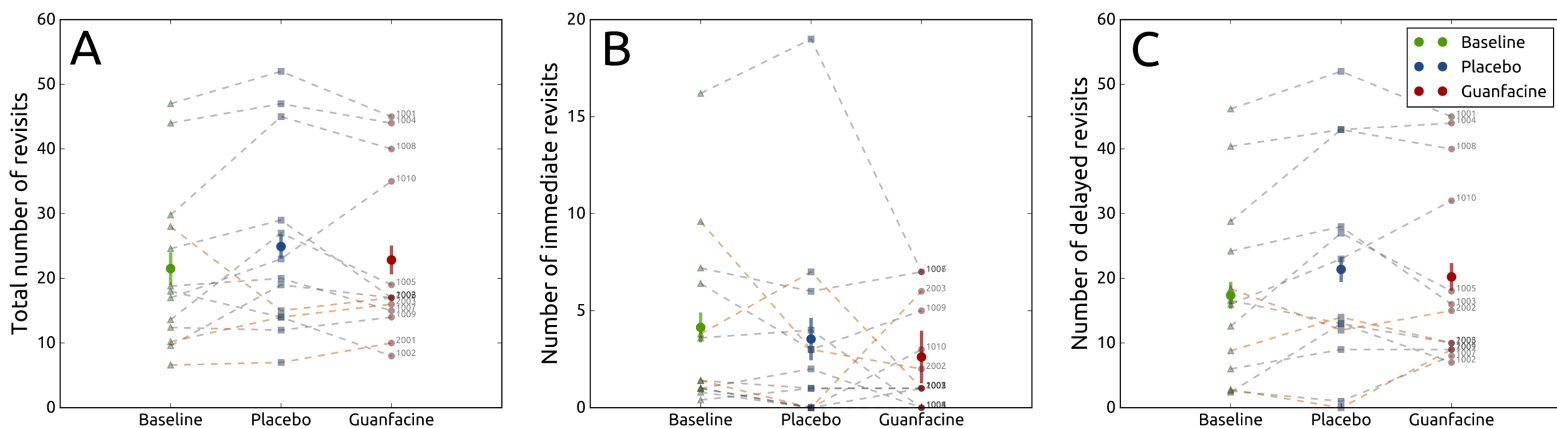 A
Total number of revisits
60
50
40
30
20
10
0
Baseline
Placebo
Guanfacine
1001
1004
1008
1010
1005
1009
2001
1002
B
Number of immediate revisits
20
15
10
5
0
Baseline
Placebo
Guanfacine
2003
1009
1010
2002
C
Number of delayed revisits
60
50
40
30
20
10
0
Baseline
Placebo
Guanfacine
Baseline
Placebo
Guanfacine
1001
1004
1008
1010
1005
1003
2002
1007
1002